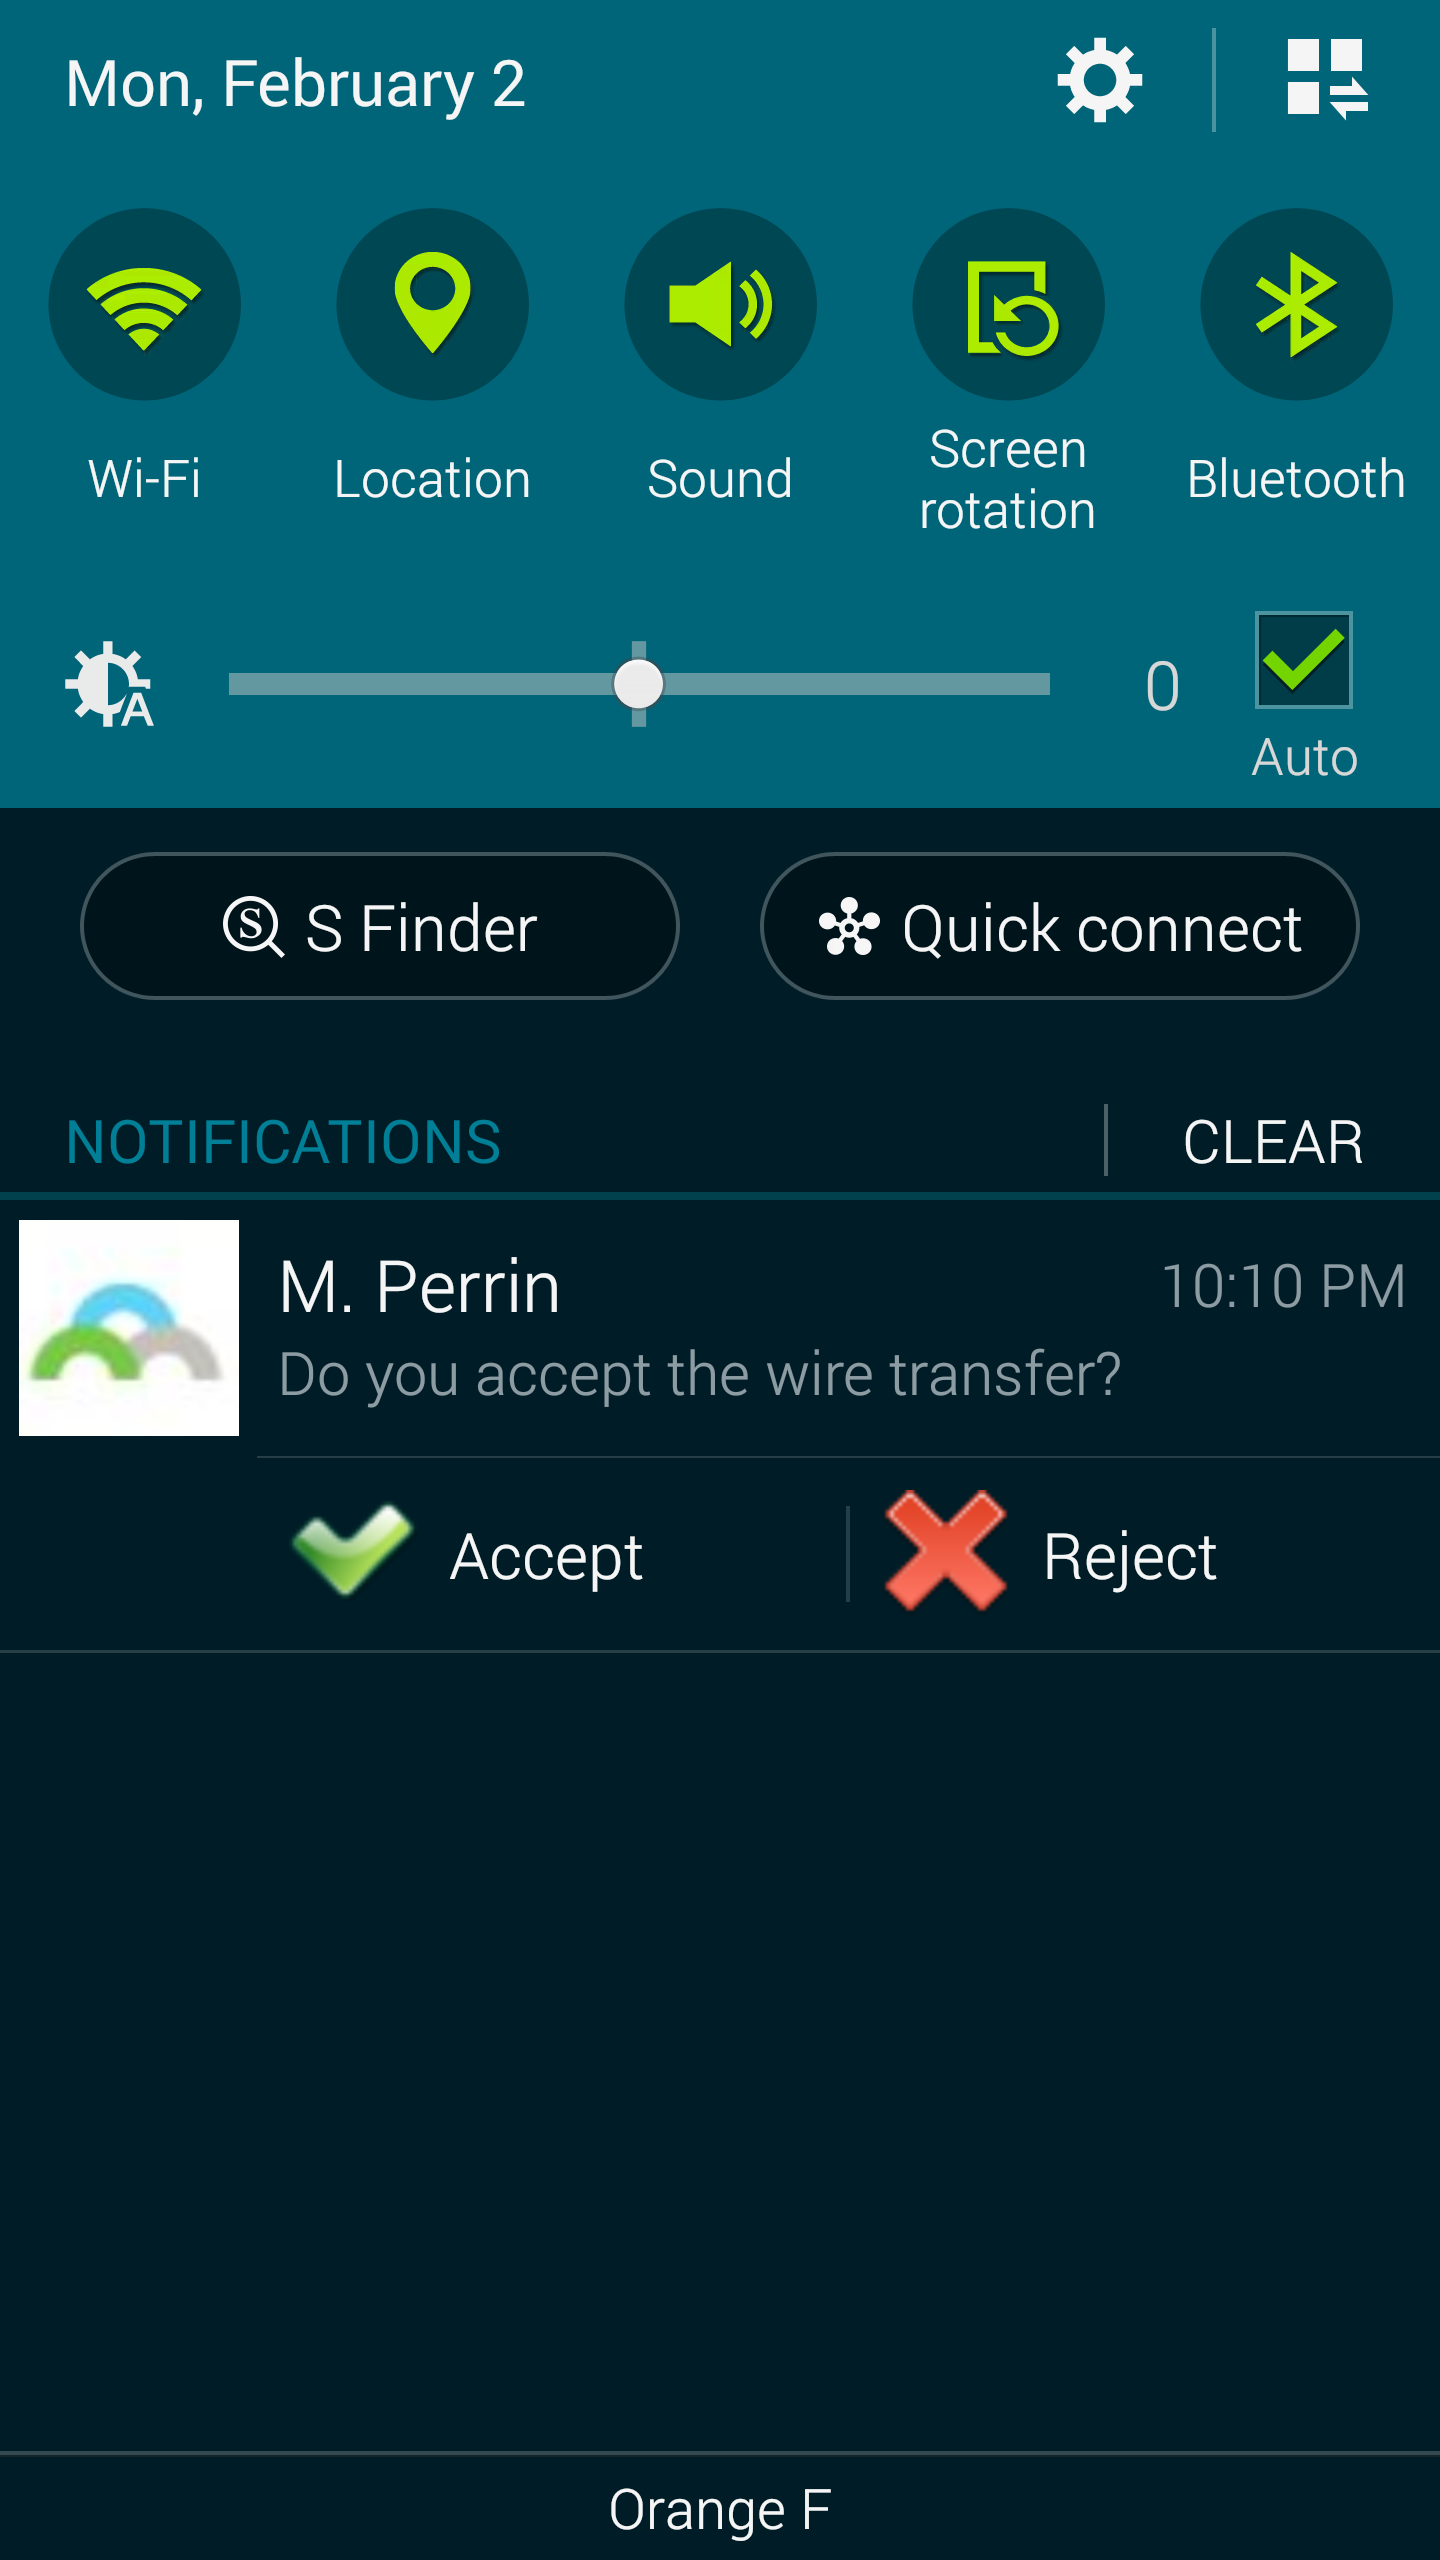 Mon, February 2
Wi-Fi
Location
Sound
Screen
rotation
Bluetooth
A
0
Auto
S
S Finder
Quick connect
NOTIFICATIONS
CLEAR
M. Perrin
10:10 PM
Do you accept the wire transfer?
Accept
Reject
Orange F